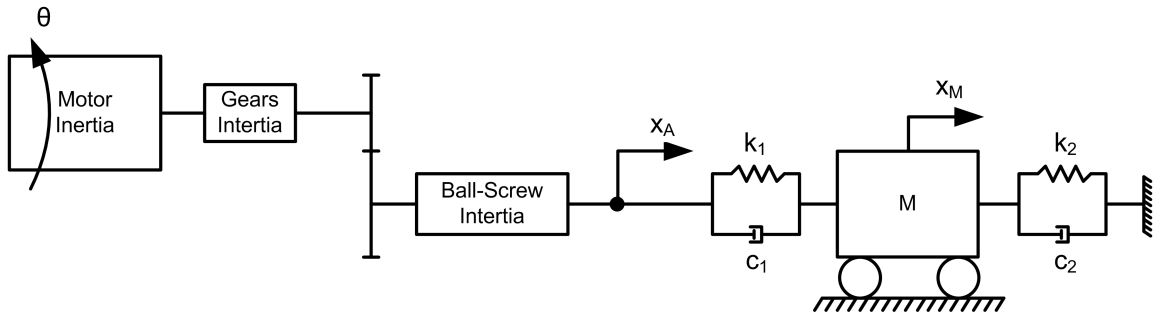 θ
Motor
Inertia
Gears
Intertia
Ball-Screw
Intertia
x_A
k_1
c_1
x_M
M
k_2
c_2